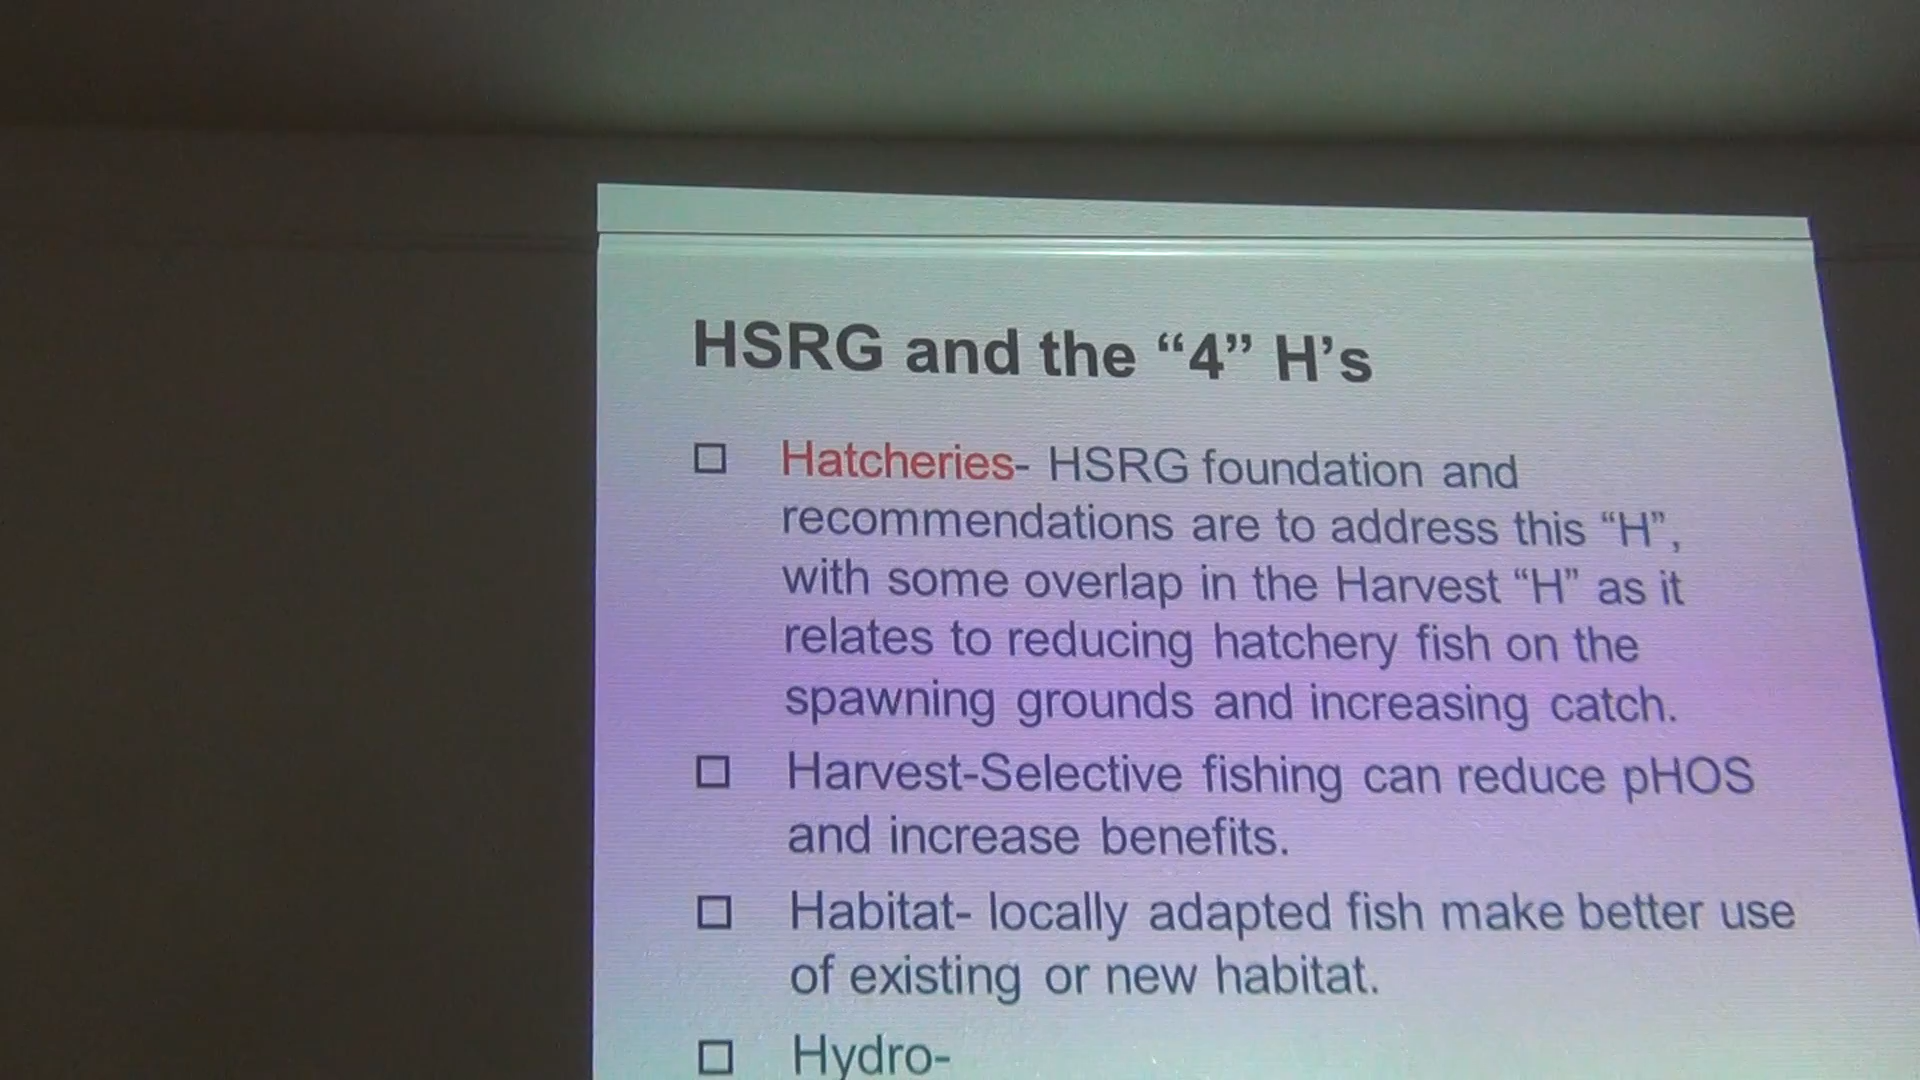 HSRG and the “4” H’s
Hatcheries- HSRG foundation and
recommendations are to address this “H”,
with some overlap in the Harvest “H” as it
relates to reducing hatchery fish on the
spawning grounds and increasing catch.
Harvest-Selective fishing can reduce pHOS
and increase benefits.
Habitat- locally adapted fish make better use
of existing or new habitat.
Hydro-